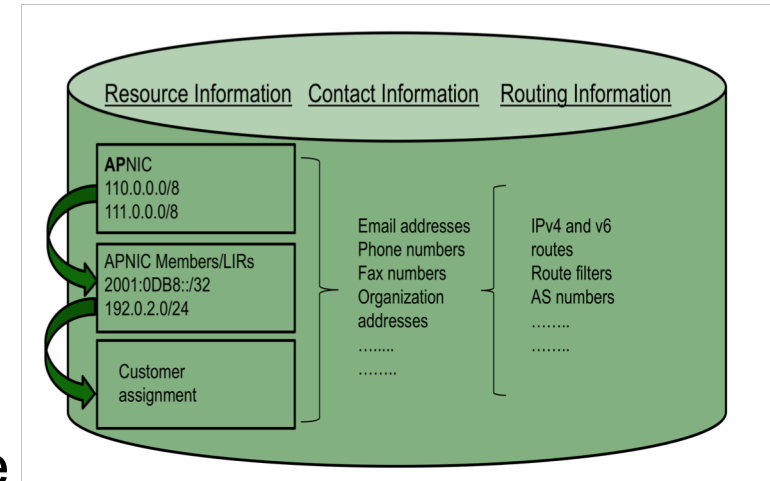 Resource Information Contact Information Routing Information
APNIC
110.0.0.0/8
111.0.0.0/8
APNIC Members/LIRs
2001:0DB8::/32
192.0.2.0/24
Customer
assignment
Email addresses
Phone numbers
Fax numbers
Organization
addresses
........
........
IPv4 and v6
routes
Route filters
AS numbers
........
........
e